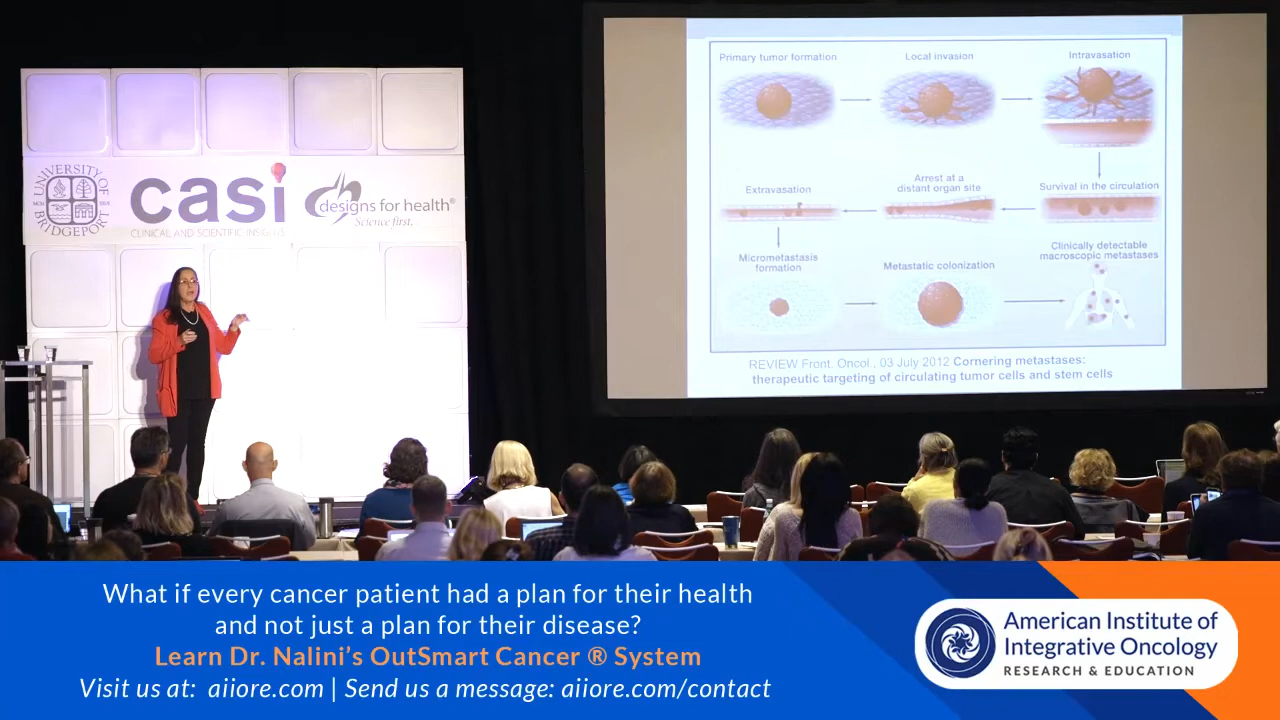 UNIVERSITY OF
BRIDGEPORT
casi
CLINICAL AND SCIENTIFIC INSIGHTS
designs for health®
Science first.
Primary tumor formation
Local invasion
Intravasation
Extravasation
Arrest at a
distant organ site
Survival in the circulation
Micrometastasis
formation
Metastatic colonization
Clinically detectable
macroscopic metastases
REVIEW Front. Oncol., 03 July 2012 Cornering metastases:
therapeutic targeting of circulating tumor cells and stem cells
What if every cancer patient had a plan for their health
and not just a plan for their disease?
Learn Dr. Nalini's OutSmart Cancer ® System
Visit us at: aiiore.com | Send us a message: aiiore.com/contact
American Institute of
Integrative Oncology
RESEARCH & EDUCATION